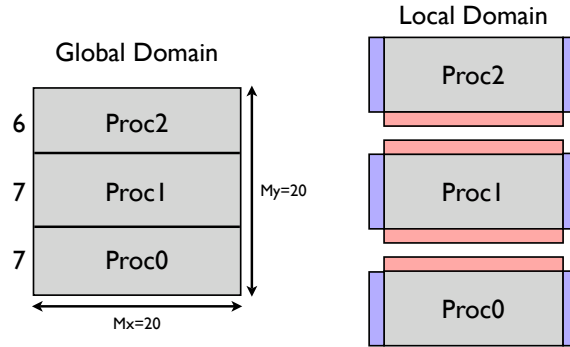 Global Domain
6
Proc2
7
Proc1
7
Proc0
My=20
Mx=20
Local Domain
Proc2
Proc1
Proc0